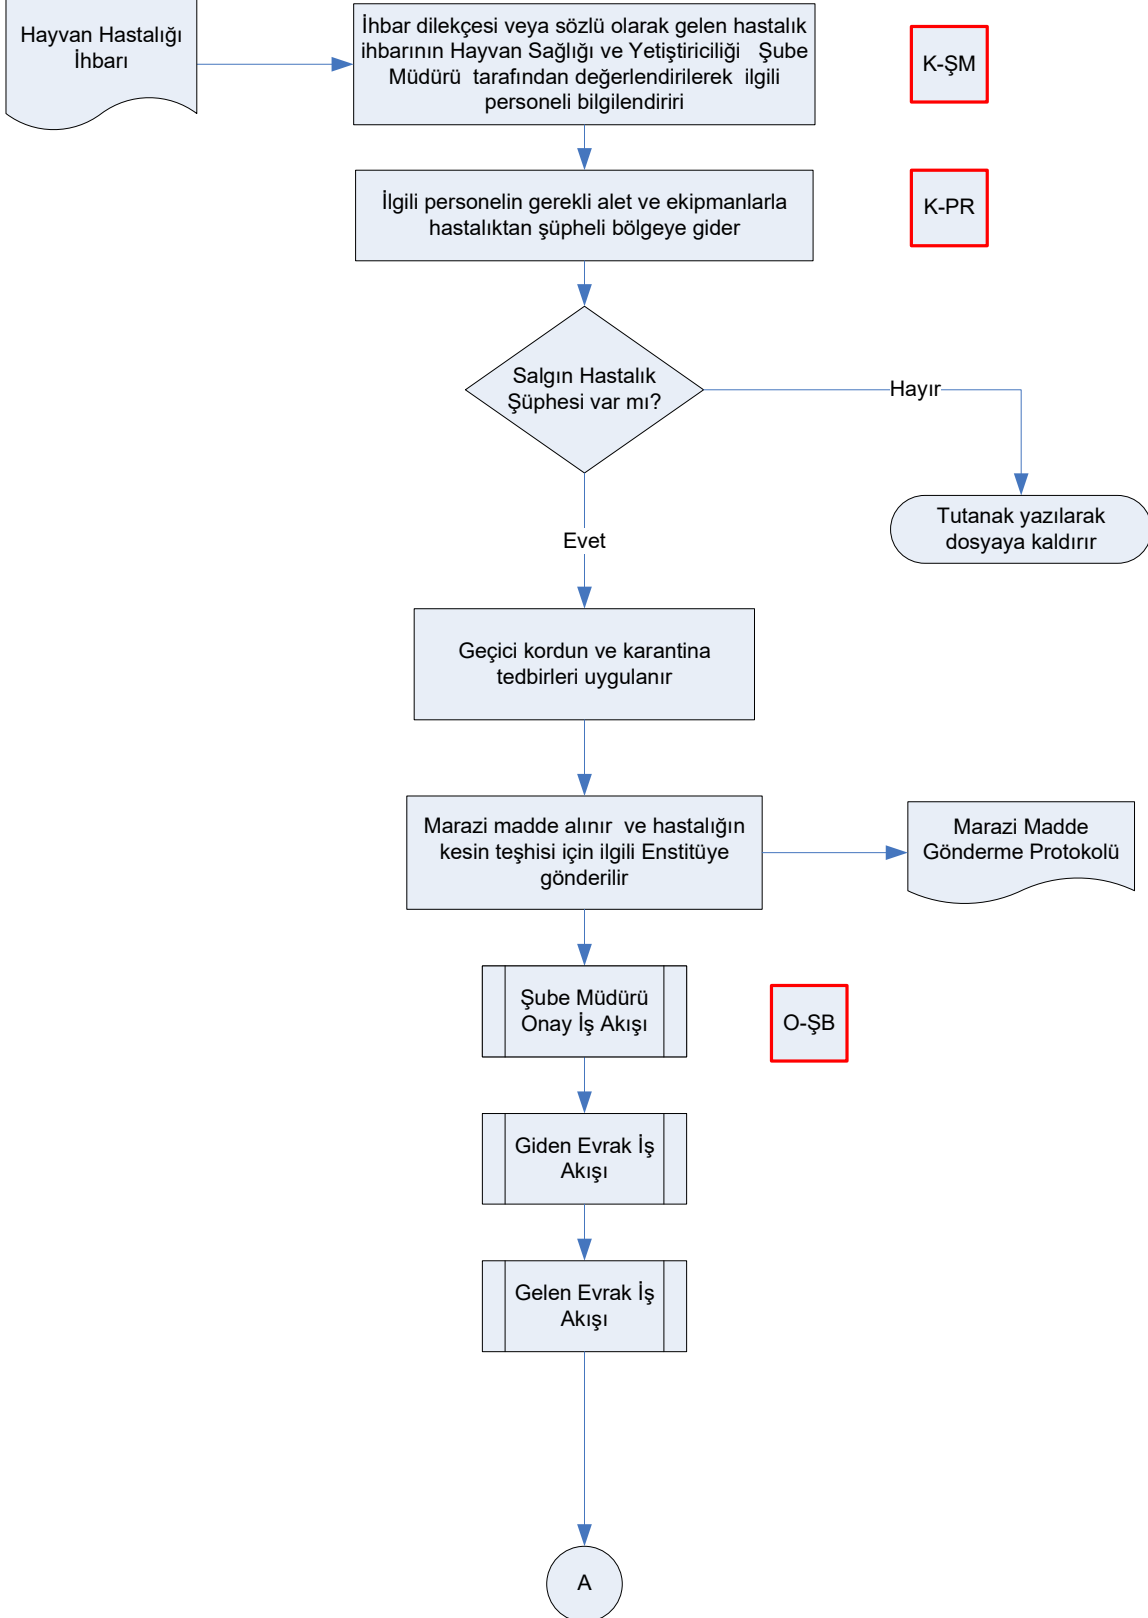 Hayvan Hastalığı
İhbarı
İhbar dilekçesi veya sözlü olarak gelen hastalık
ihbarının Hayvan Sağlığı ve Yetiştiriciliği Şube
Müdürü tarafından değerlendirilerek ilgili
personeli bilgilendiriri
K-ŞM
İlgili personelin gerekli alet ve ekipmanlarla
hastalıktan şüpheli bölgeye gider
K-PR
Salgın Hastalık
Şüphesi var mı?
Hayır
Tutanak yazılarak
dosyaya kaldırır
Evet
Geçici kordun ve karantina
tedbirleri uygulanır
Marazi madde alınır ve hastalığın
kesin teşhisi için ilgili Enstitüye
gönderilir
Marazi Madde
Gönderme Protokolü
Şube Müdürü
Onay İş Akışı
O-ŞB
Giden Evrak İş
Akışı
Gelen Evrak İş
Akışı
A